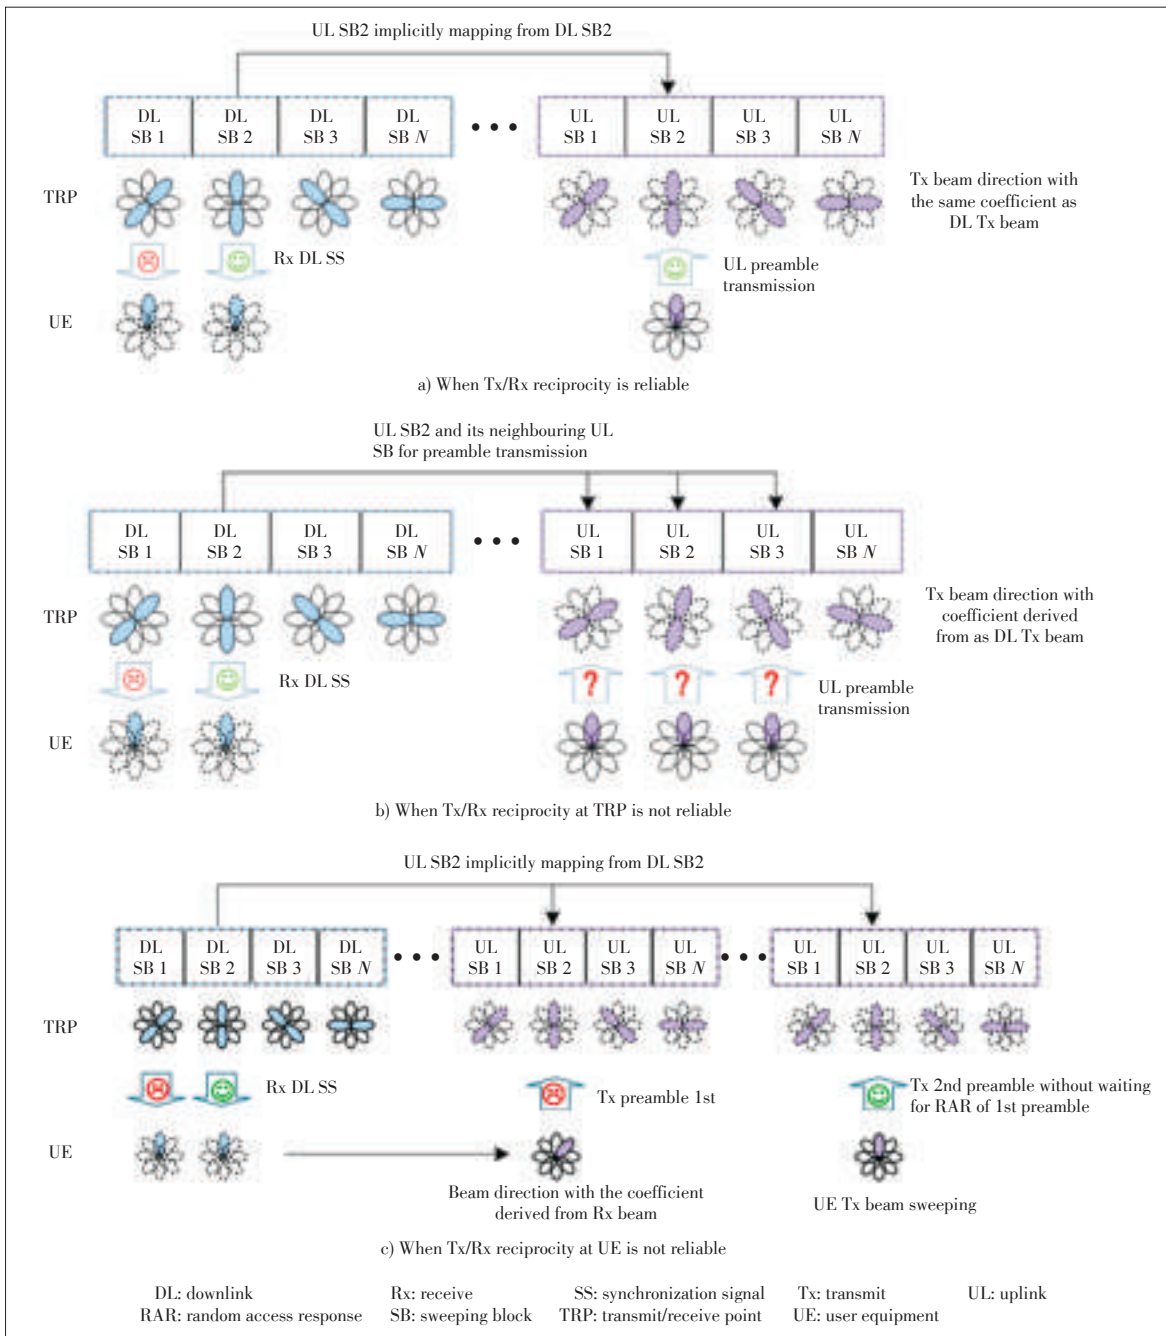 UL SB2 implicitly mapping from DL SB2
DL SB 1
DL SB 2
DL SB 3
DL SB N
• • •
UL SB 1
UL SB 2
UL SB 3
UL SB N
TRP
Tx beam direction with
the same coefficient as
DL Tx beam
Rx DL SS
UL preamble
transmission
UE
a) When Tx/Rx reciprocity is reliable
UL SB2 and its neighbouring UL
SB for preamble transmission
DL SB 1
DL SB 2
DL SB 3
DL SB N
• • •
UL SB 1
UL SB 2
UL SB 3
UL SB N
TRP
Tx beam direction with
coefficient derived
from as DL Tx beam
Rx DL SS
? ? ?
UL preamble
transmission
UE
b) When Tx/Rx reciprocity at TRP is not reliable
UL SB2 implicitly mapping from DL SB2
DL SB 1
DL SB 2
DL SB 3
DL SB N
• • •
UL SB 1
UL SB 2
UL SB 3
UL SB N
• • •
UL SB 1
UL SB 2
UL SB 3
UL SB N
TRP
Rx DL SS
Tx preamble 1st
Tx 2nd preamble without waiting
for RAR of 1st preamble
UE
Beam direction with the coefficient
derived from Rx beam
UE Tx beam sweeping
c) When Tx/Rx reciprocity at UE is not reliable
DL: downlink Rx: receive SS: synchronization signal Tx: transmit UL: uplink
RAR: random access response SB: sweeping block TRP: transmit/receive point UE: user equipment